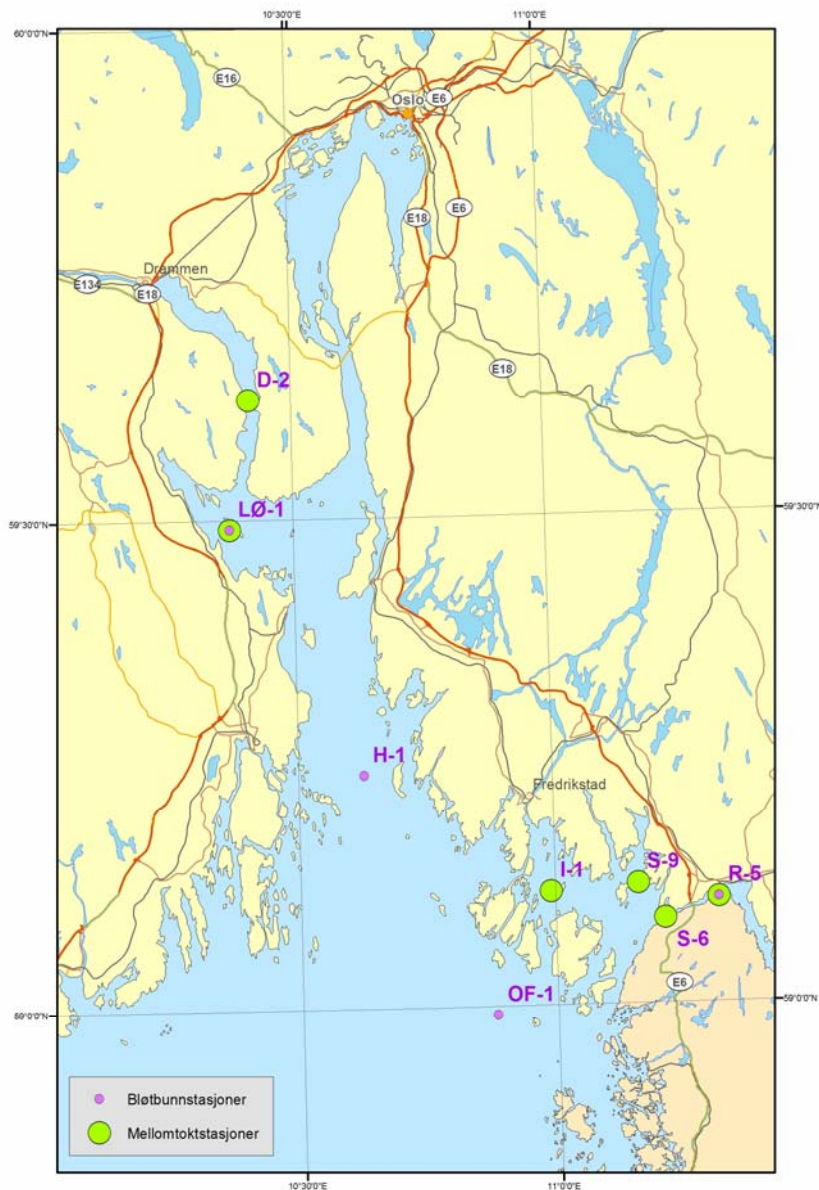 10°30'0"E
11°0'0"E
60°0'0"N
E16
Oslo
E6
E18
E6
Drammen
E134
E18
E18
D-2
LØ-1
59°30'0"N
59°30'0"N
H-1
Fredrikstad
I-1
S-9
R-5
S-6
OF-1
E6
59°0'0"N
59°0'0"N
Bløtbunnstasjoner
Mellomtoktstasjoner
10°30'0"E
11°0'0"E